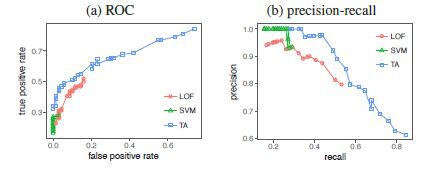 (a) ROC
0.7
0.5
0.3
true positive rate
0.0
0.2
0.4
0.6
false positive rate
LOF
SVM
TA
(b) precision-recall
1.0
0.9
0.8
0.7
0.6
precision
0.2
0.4
0.6
0.8
recall
LOF
SVM
TA